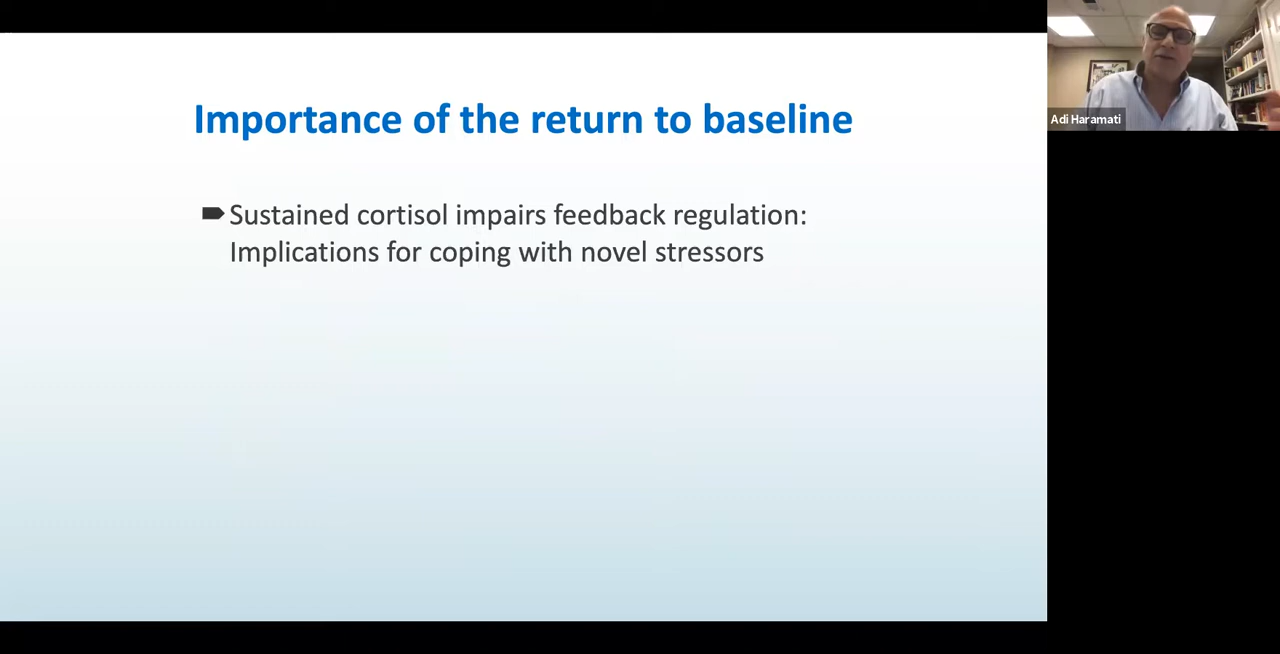 Importance of the return to baseline
Sustained cortisol impairs feedback regulation:
Implications for coping with novel stressors
Adi Haramati